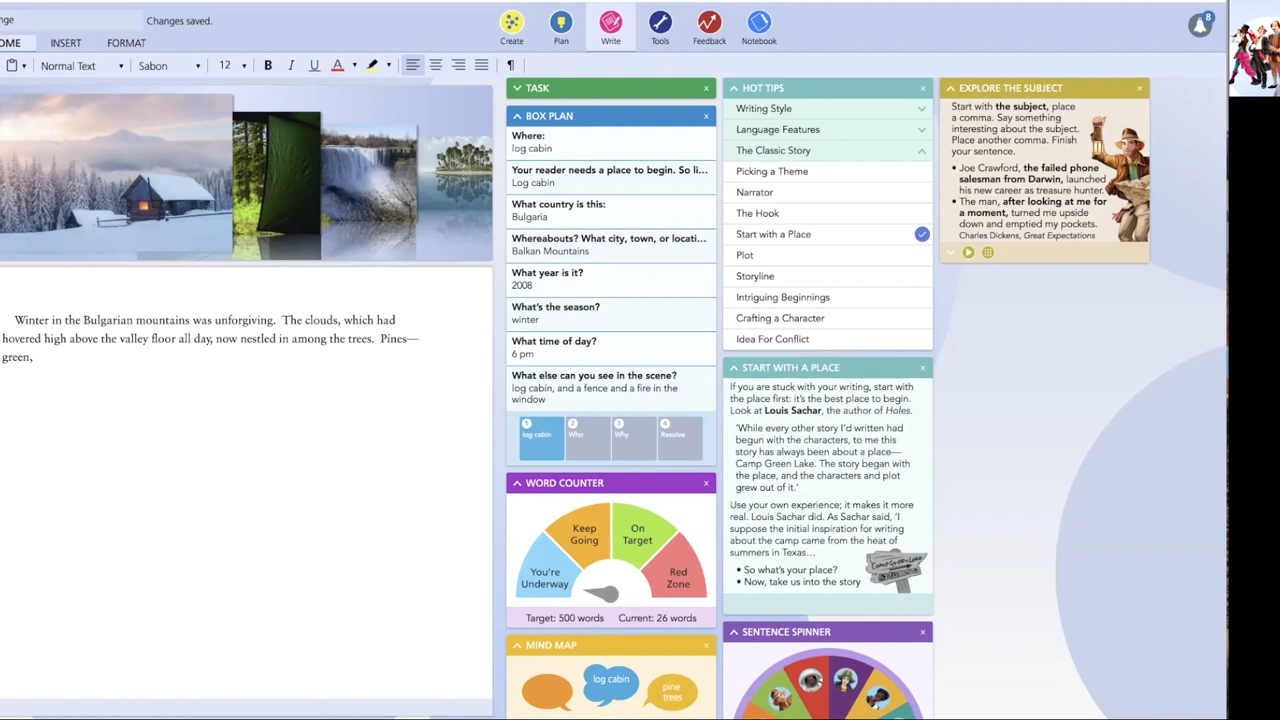 nge
Changes saved.
Create
Plan
Write
Tools
Feedback
Notebook
8
OME
INSERT
FORMAT
Normal Text
Sabon
12
B
I
U
A
¶
Winter in the Bulgarian mountains was unforgiving. The clouds, which had
hovered high above the valley floor all day, now nestled in among the trees. Pines—
green,
TASK
x
BOX PLAN
x
Where:
log cabin
Your reader needs a place to begin. So li...
Log cabin
What country is this:
Bulgaria
Whereabouts? What city, town, or locati...
Balkan Mountains
What year is it?
2008
What's the season?
winter
What time of day?
6 pm
What else can you see in the scene?
log cabin, and a fence and a fire in the
window
1
log cabin
2
Who
3
Why
4
Resolve
WORD COUNTER
x
You're
Underway
Keep
Going
On
Target
Red
Zone
Target: 500 words
Current: 26 words
MIND MAP
x
log cabin
pine
trees
HOT TIPS
x
Writing Style
Language Features
The Classic Story
Picking a Theme
Narrator
The Hook
Start with a Place
Plot
Storyline
Intriguing Beginnings
Crafting a Character
Idea For Conflict
START WITH A PLACE
x
If you are stuck with your writing, start with
the place first: it's the best place to begin.
Look at Louis Sachar, the author of Holes.
'While every other story I'd written had
begun with the characters, to me this
story has always been about a place—
Camp Green Lake. The story began with
the place, and the characters and plot
grew out of it.'
Use your own experience; it makes it more
real. Louis Sachar did. As Sachar said, 'I
suppose the initial inspiration for writing
about the camp came from the heat of
summers in Texas…
• So what's your place?
• Now, take us into the story
Camp Green Lake
SENTENCE SPINNER
x
EXPLORE THE SUBJECT
x
Start with the subject, place
a comma. Say something
interesting about the subject.
Place another comma. Finish
your sentence.
• Joe Crawford, the failed phone
salesman from Darwin, launched
his new career as treasure hunter.
• The man, after looking at me for
a moment, turned me upside
down and emptied my pockets.
Charles Dickens, Great Expectations